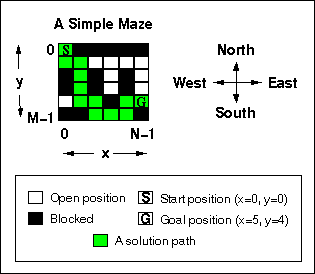 A Simple Maze
0
S
North
y
West
East
G
South
M-1
0
N-1
x
Open position
S
Start position (x=0, y=0)
Blocked
G
Goal position (x=5, y=4)
A solution path